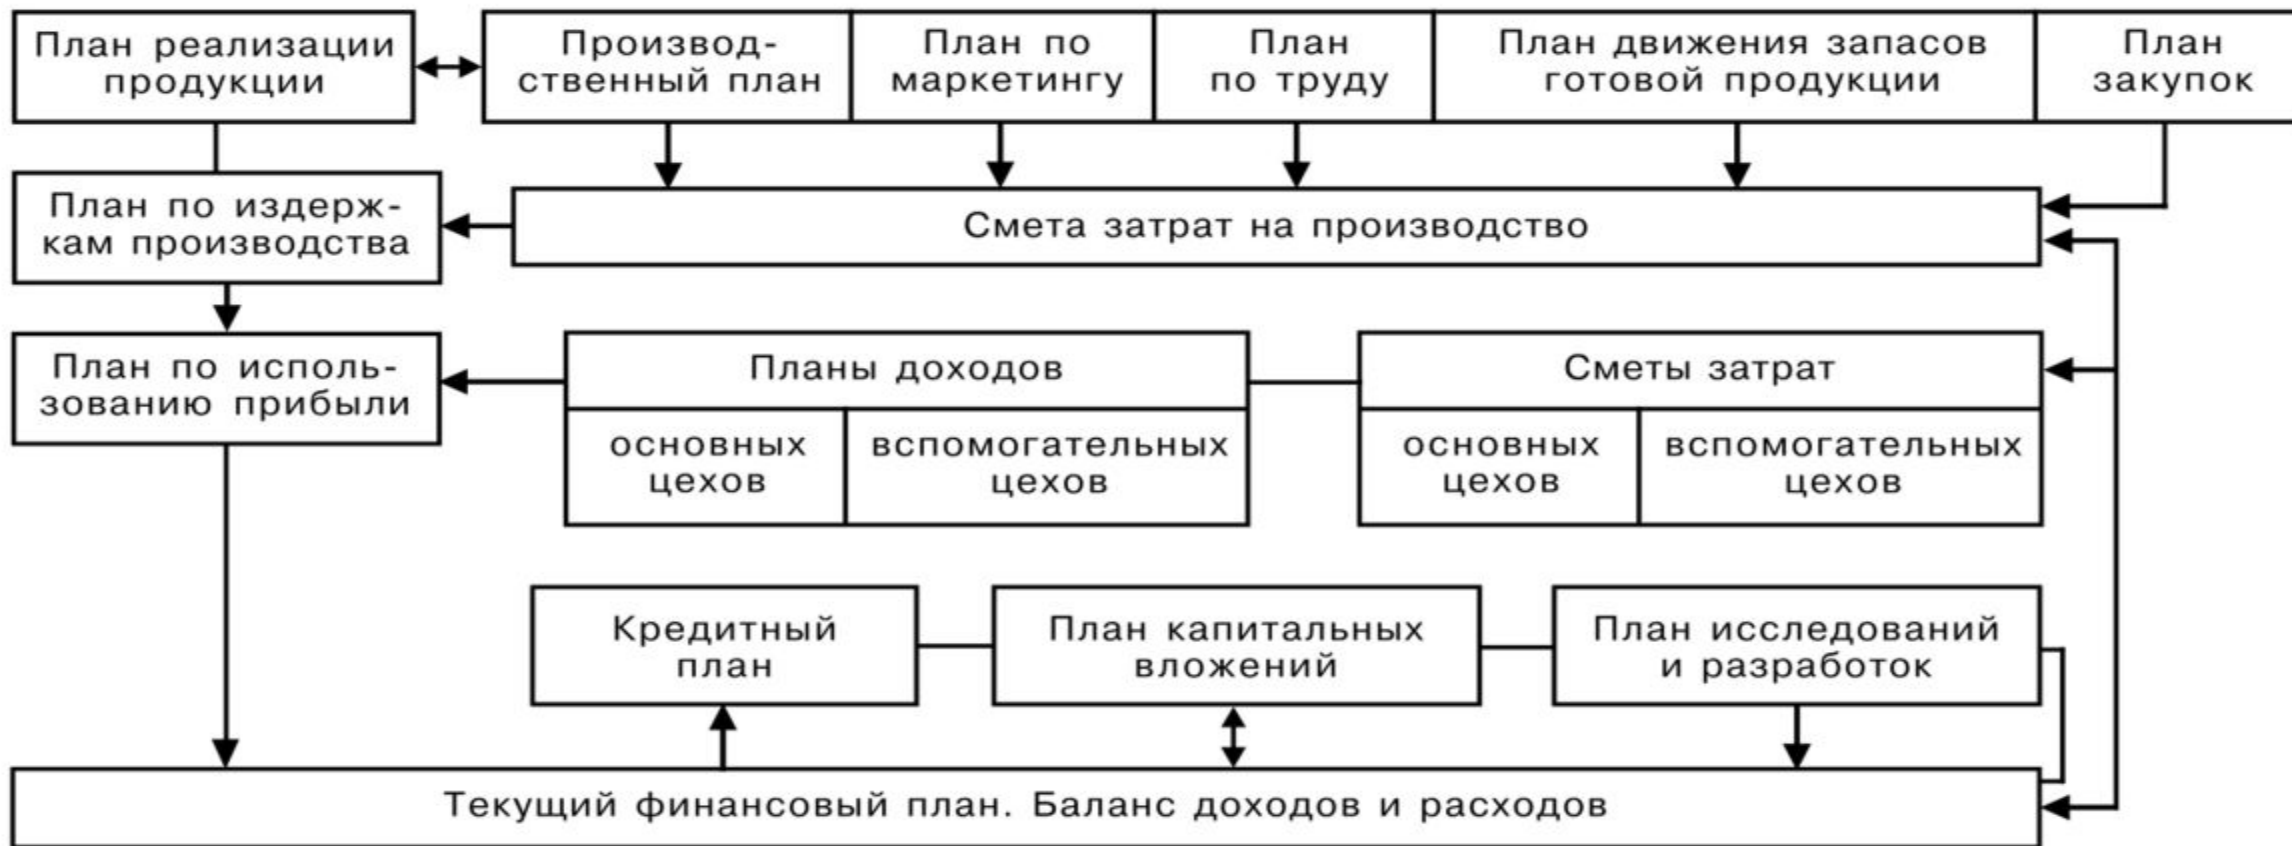 План реализации
продукции
Производ-
ственный план
План по
маркетингу
План
по труду
План движения запасов
готовой продукции
План
закупок
План по издерж-
кам производства
Смета затрат на производство
План по исполь-
зованию прибыли
Планы доходов
основных
цехов
вспомогательных
цехов
Сметы затрат
основных
цехов
вспомогательных
цехов
Кредитный
план
План капитальных
вложений
План исследований
и разработок
Текущий финансовый план. Баланс доходов и расходов